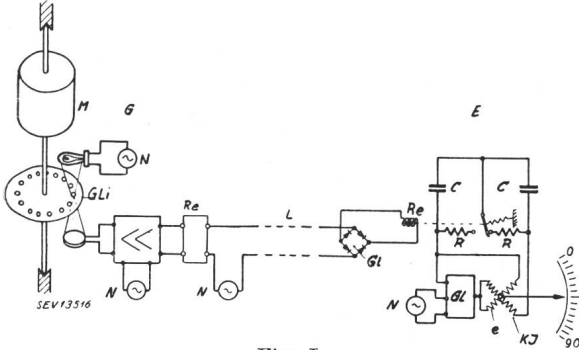 M G E
N
GLi
C C
Re L Re
R R
Gl
N N N GL
SEV13516
e KJ
0
90